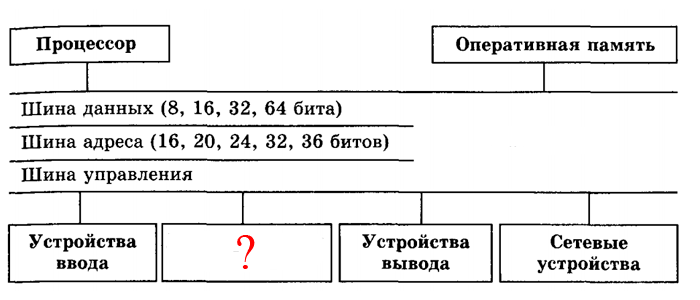 Процессор
Оперативная память
Шина данных (8, 16, 32, 64 бита)
Шина адреса (16, 20, 24, 32, 36 битов)
Шина управления
Устройства
ввода
?
Устройства
вывода
Сетевые
устройства